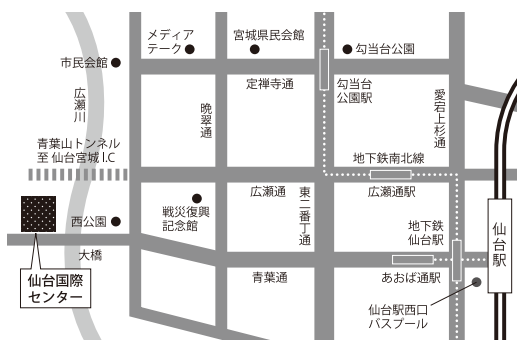 メディア
テーク
宮城県民会館
勾当台公園
市民会館
定禅寺通
勾当台
公園駅
広瀬川
晩翠通
愛宕上杉通
青葉山トンネル
至 仙台宮城 I.C
地下鉄南北線
広瀬通
広瀬通駅
戦災復興
記念館
東二番丁通
西公園
地下鉄
仙台駅
仙台駅
大橋
青葉通
あおば通駅
仙台国際
センター
仙台駅西口
バスプール